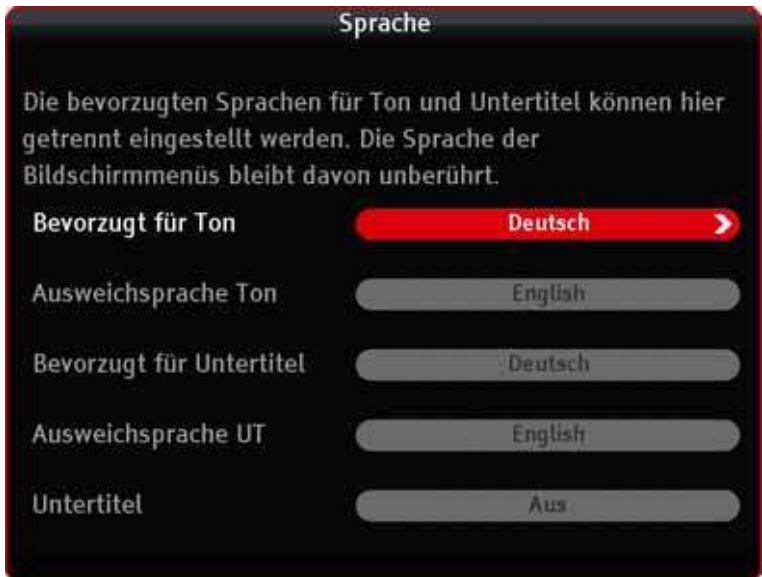 Sprache
Die bevorzugten Sprachen für Ton und Untertitel können hier
getrennt eingestellt werden. Die Sprache der
Bildschirmmenüs bleibt davon unberührt.
Bevorzugt für Ton Deutsch
Ausweichsprache Ton English
Bevorzugt für Untertitel Deutsch
Ausweichsprache UT English
Untertitel Aus